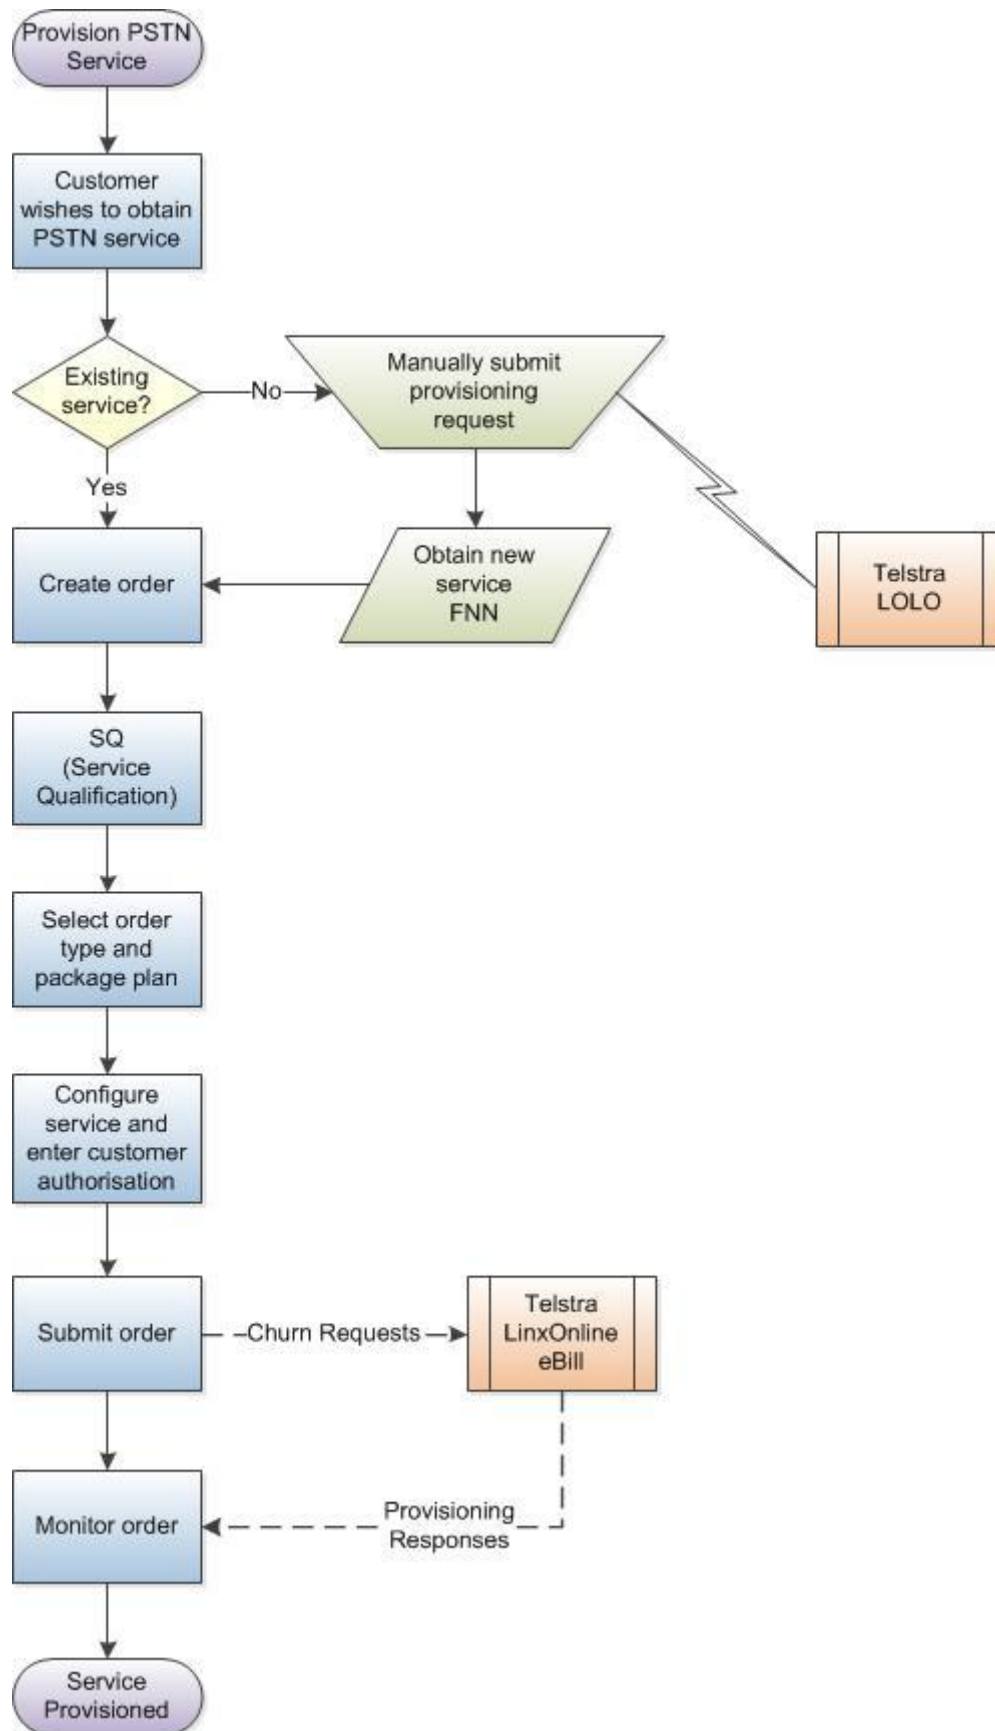 Provision PSTN
Service
Customer
wishes to obtain
PSTN service
Existing
service?
No
Manually submit
provisioning
request
Yes
Create order
Obtain new
service
FNN
Telstra
LOLO
SQ
(Service
Qualification)
Select order
type and
package plan
Configure
service and
enter customer
authorisation
Submit order
Churn Requests
Telstra
LinxOnline
eBill
Monitor order
Provisioning
Responses
Service
Provisioned